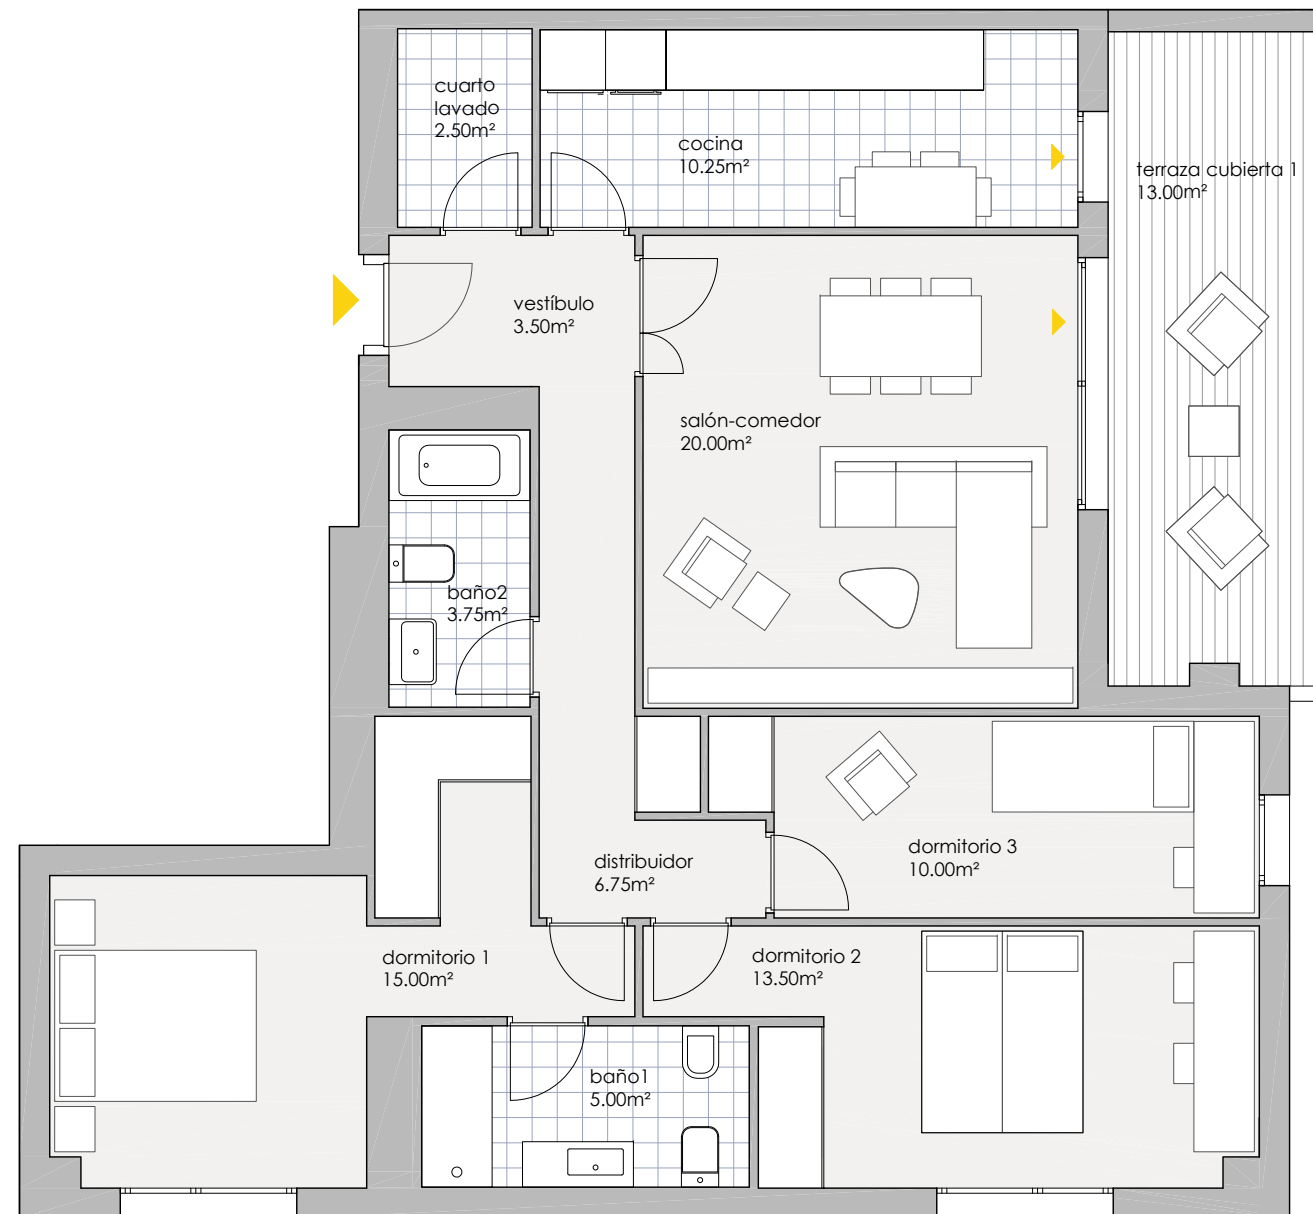 cuarto
lavado
2.50m²
cocina
10.25m²
terraza cubierta 1
13.00m²
vestíbulo
3.50m²
salón-comedor
20.00m²
baño2
3.75m²
distribuidor
6.75m²
dormitorio 3
10.00m²
dormitorio 1
15.00m²
dormitorio 2
13.50m²
baño1
5.00m²